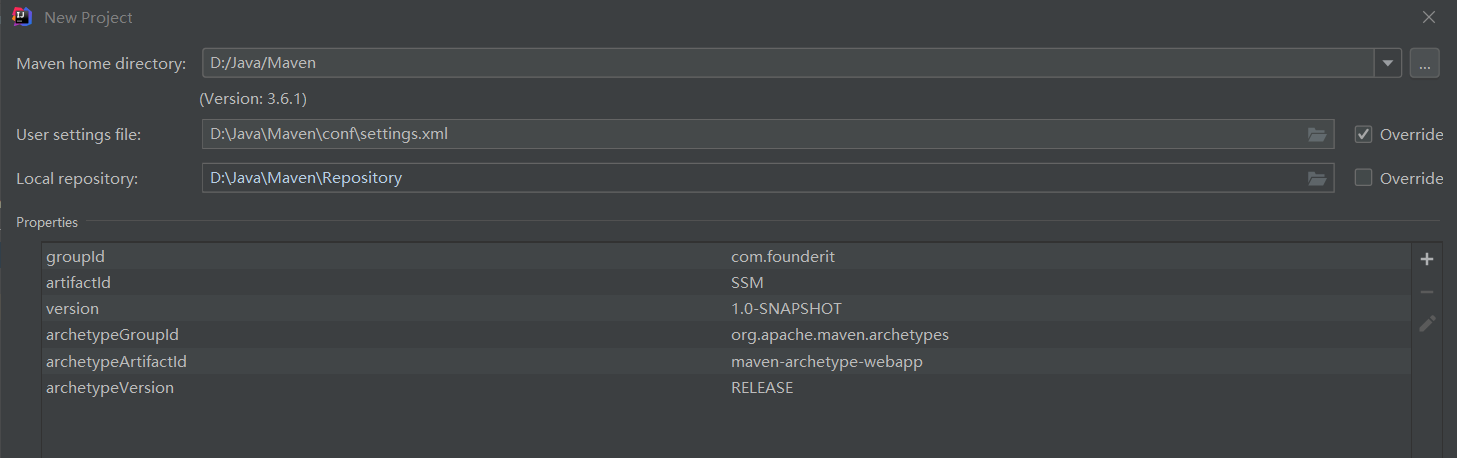 New Project
Maven home directory: D:/Java/Maven ...
(Version: 3.6.1)
User settings file: D:\Java\Maven\conf\settings.xml Override
Local repository: D:\Java\Maven\Repository Override
Properties
groupId com.founderit
artifactId SSM
version 1.0-SNAPSHOT
archetypeGroupId org.apache.maven.archetypes
archetypeArtifactId maven-archetype-webapp
archetypeVersion RELEASE